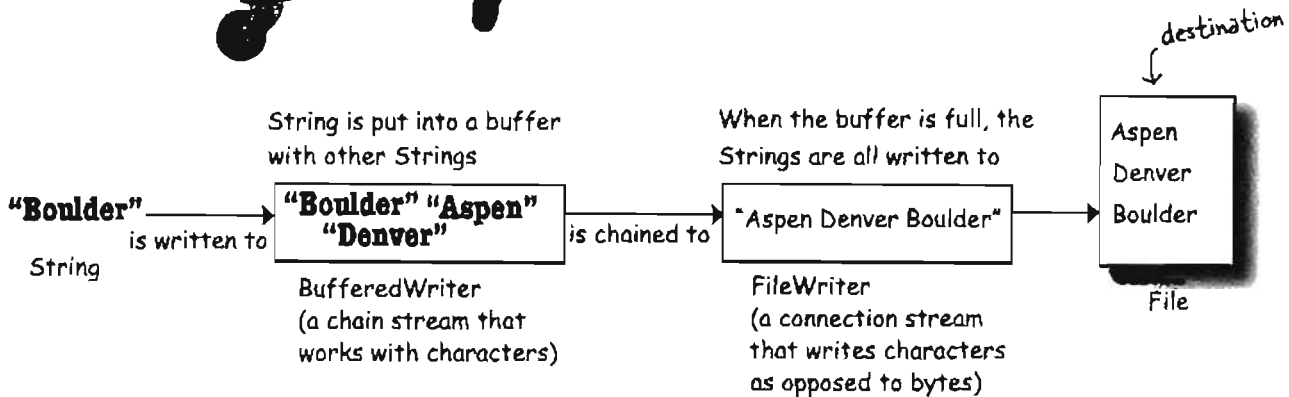 destination
String is put into a buffer
with other Strings
When the buffer is full, the
Strings are all written to
"Boulder"
is written to
String
"Boulder" "Aspen"
"Denver"
is chained to
"Aspen Denver Boulder"
Aspen
Denver
Boulder
BufferedWriter
(a chain stream that
works with characters)
FileWriter
(a connection stream
that writes characters
as opposed to bytes)
File